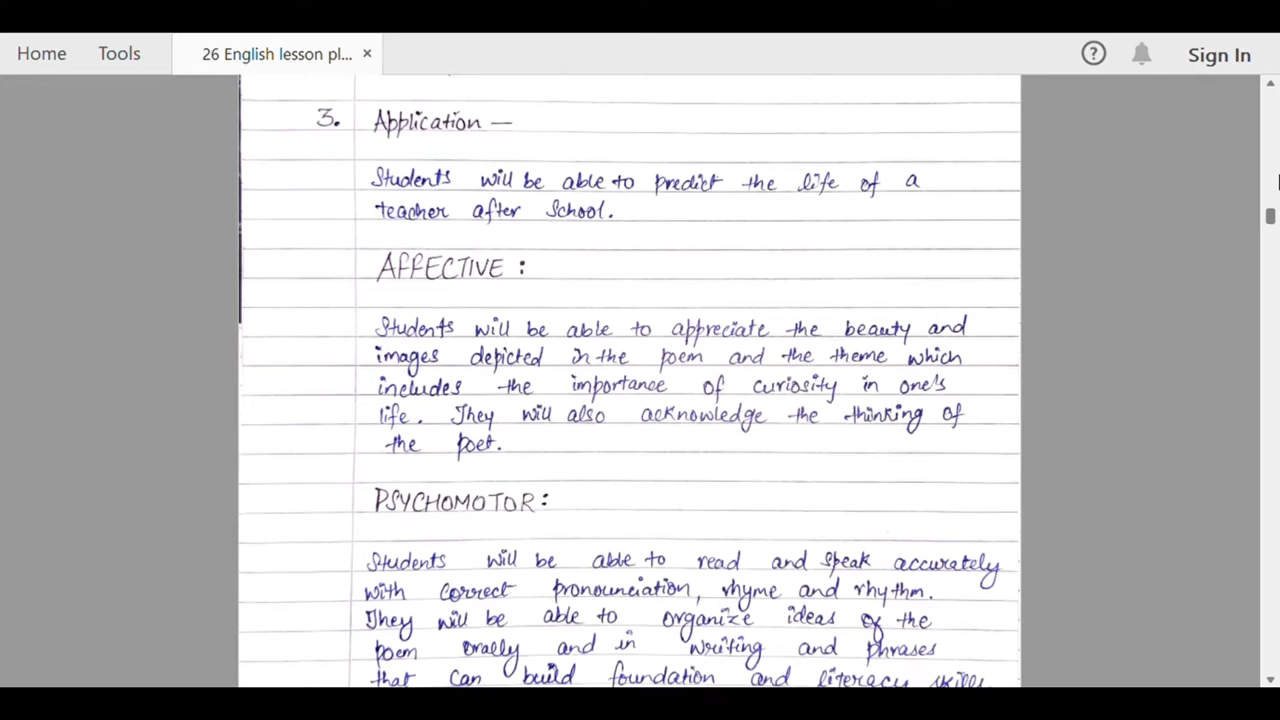 Home Tools 26 English lesson pl... × ? Sign In
3. Application —
Students will be able to predict the life of a
teacher after School.
AFFECTIVE :
Students will be able to appreciate the beauty and
images depicted in the poem and the theme which
includes the importance of curiosity in one's
life. They will also acknowledge the thinking of
the poet.
PSYCHOMOTOR :
Students will be able to read and speak accurately
with correct pronounciation, rhyme and rhythm.
They will be able to organize ideas of the
poem orally and in writing and phrases
that can build foundation and literacy skills